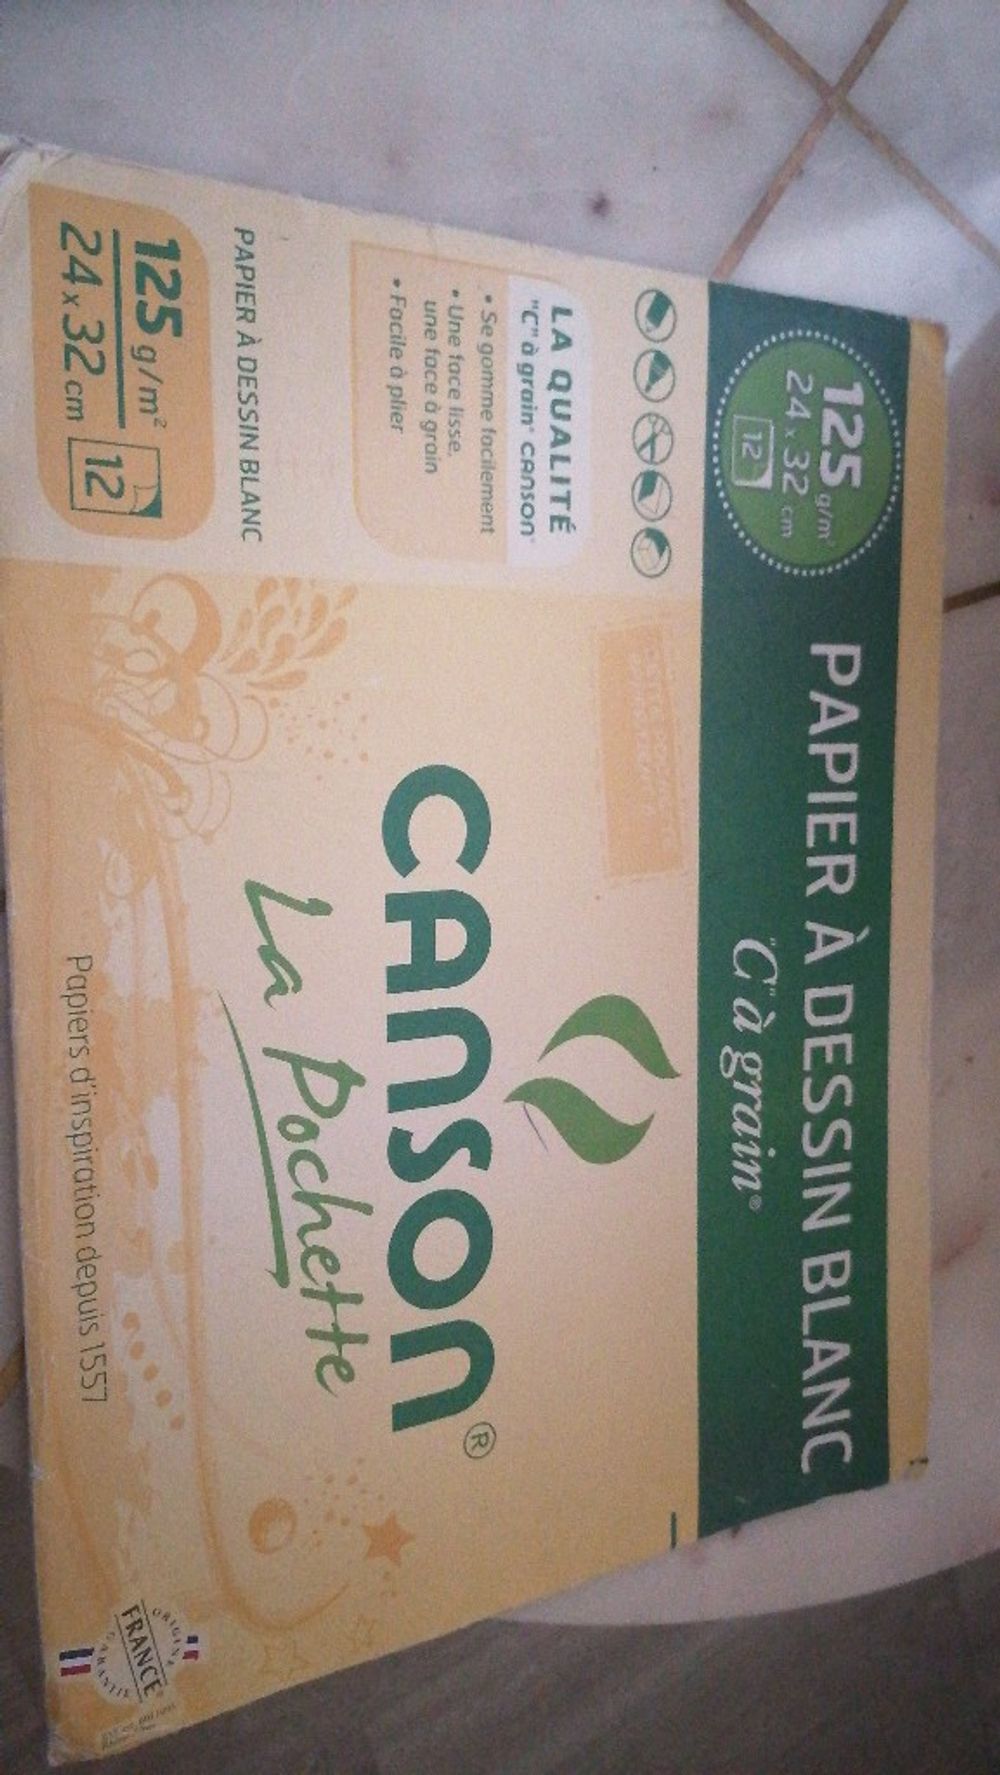 125 g/m²
24 x 32 cm
12
PAPIER À DESSIN BLANC
"C" à grain®
LA QUALITÉ
"C" à grain® CANSON®
• Se gomme facilement
• Une face lisse,
une face à grain
• Facile à plier
CANSON®
La Pochette
PAPIER À DESSIN BLANC
125 g/m²
24 x 32 cm
12
Papiers d'inspiration depuis 1557
ORIGINE
FRANCE®
GARANTIE